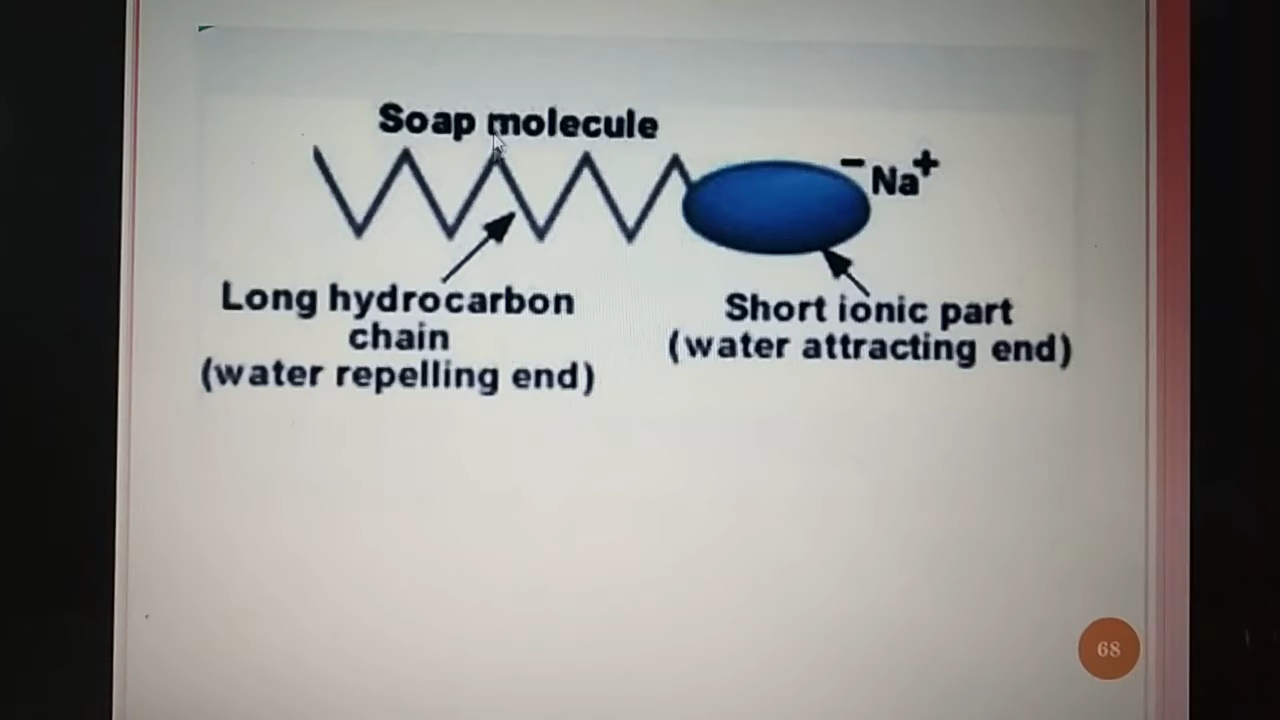 Soap molecule
− Na+
Long hydrocarbon
chain
(water repelling end)
Short ionic part
(water attracting end)
68